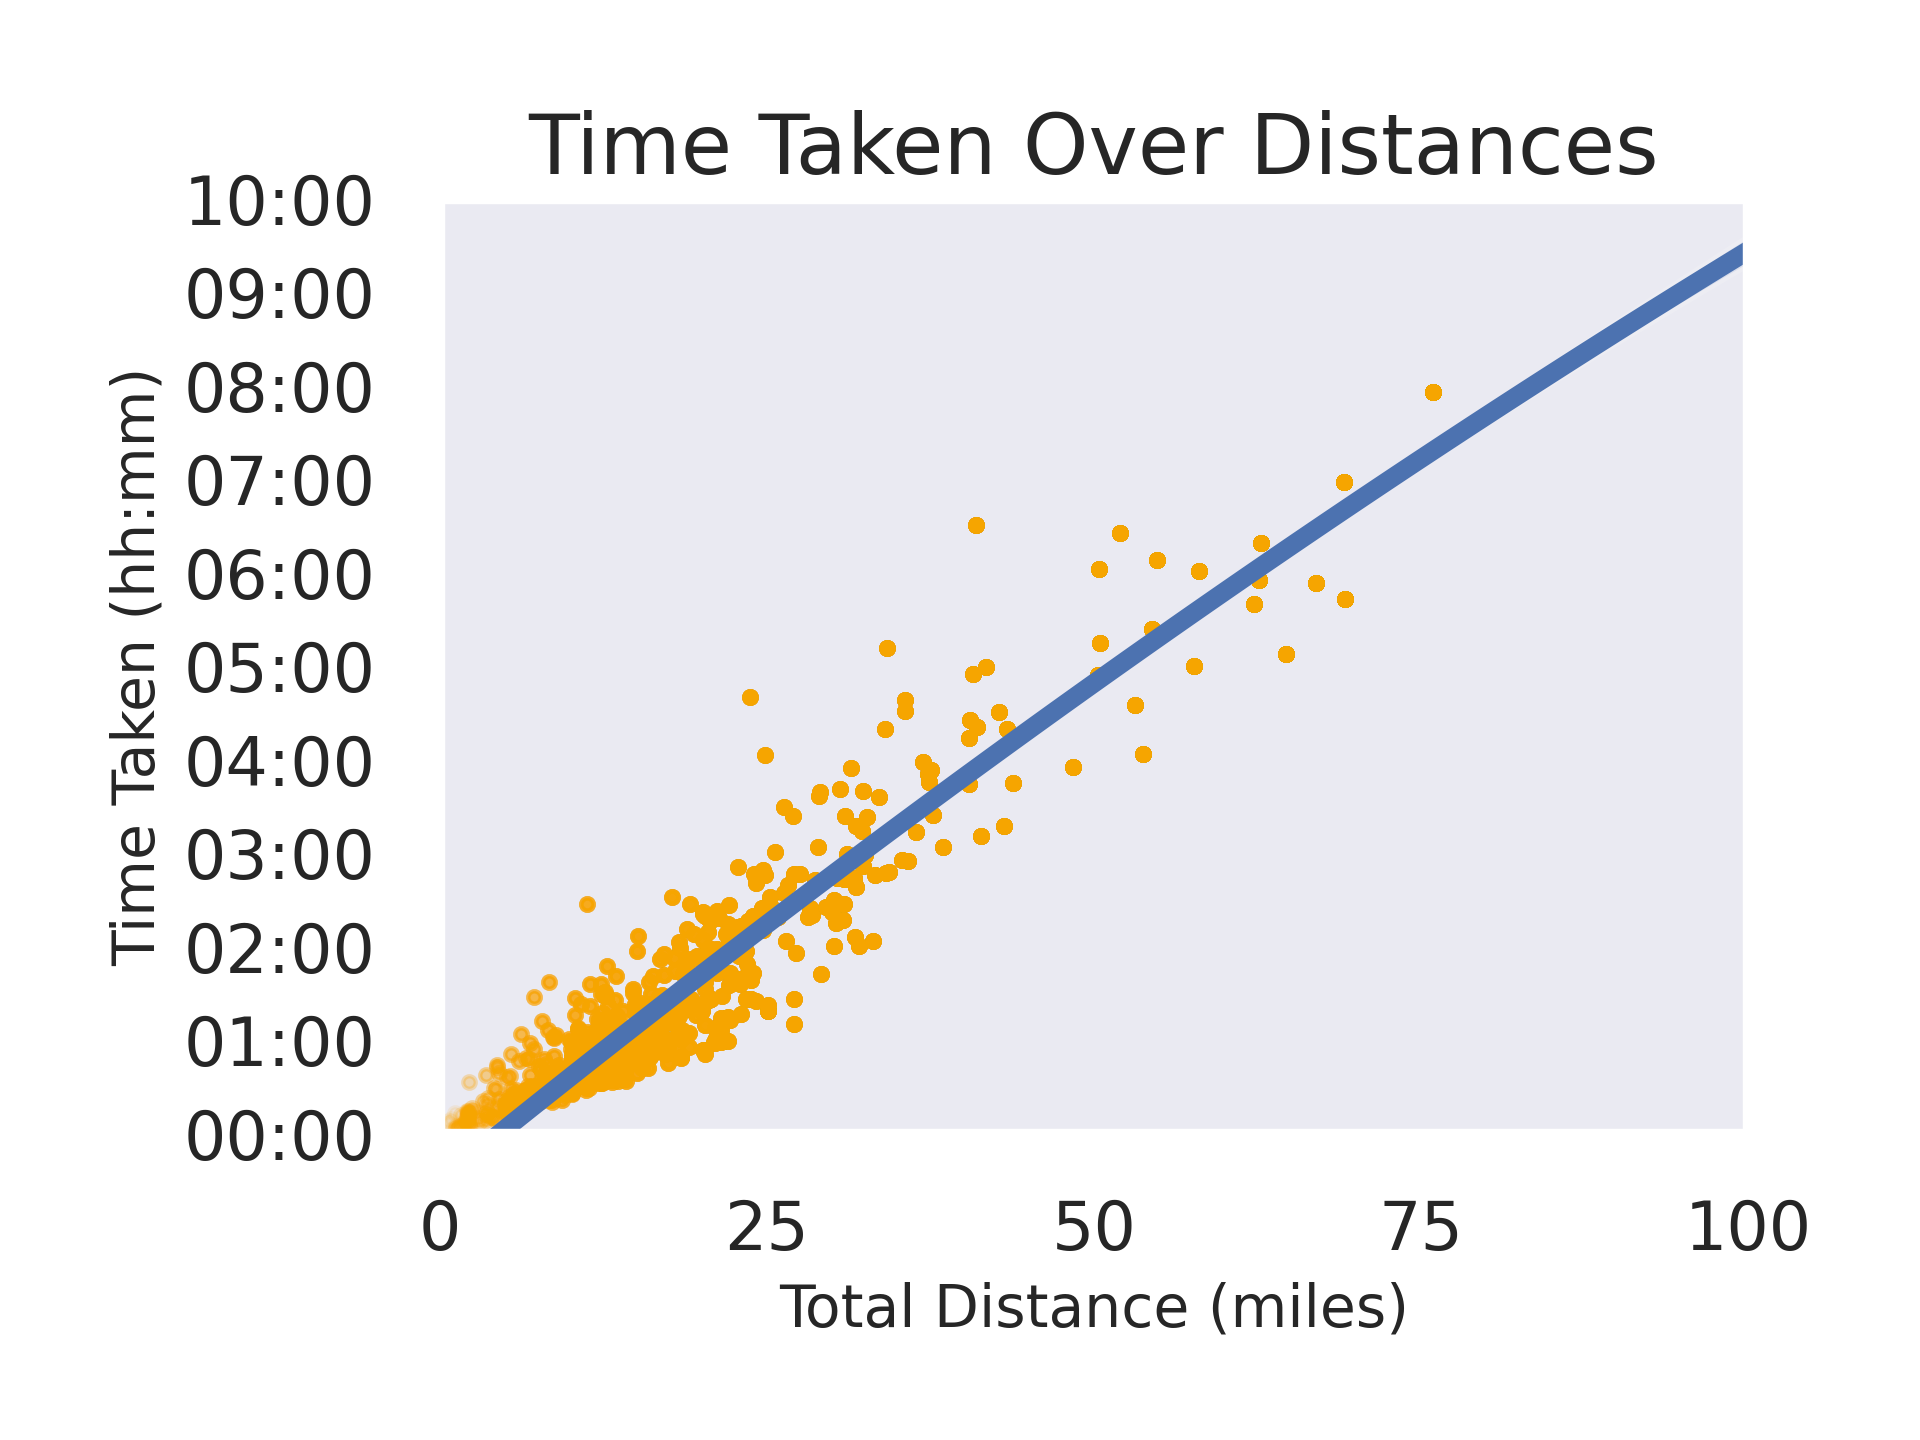 Time Taken Over Distances
10:00
09:00
08:00
07:00
06:00
05:00
04:00
03:00
02:00
01:00
00:00
Time Taken (hh:mm)
0 25 50 75 100
Total Distance (miles)